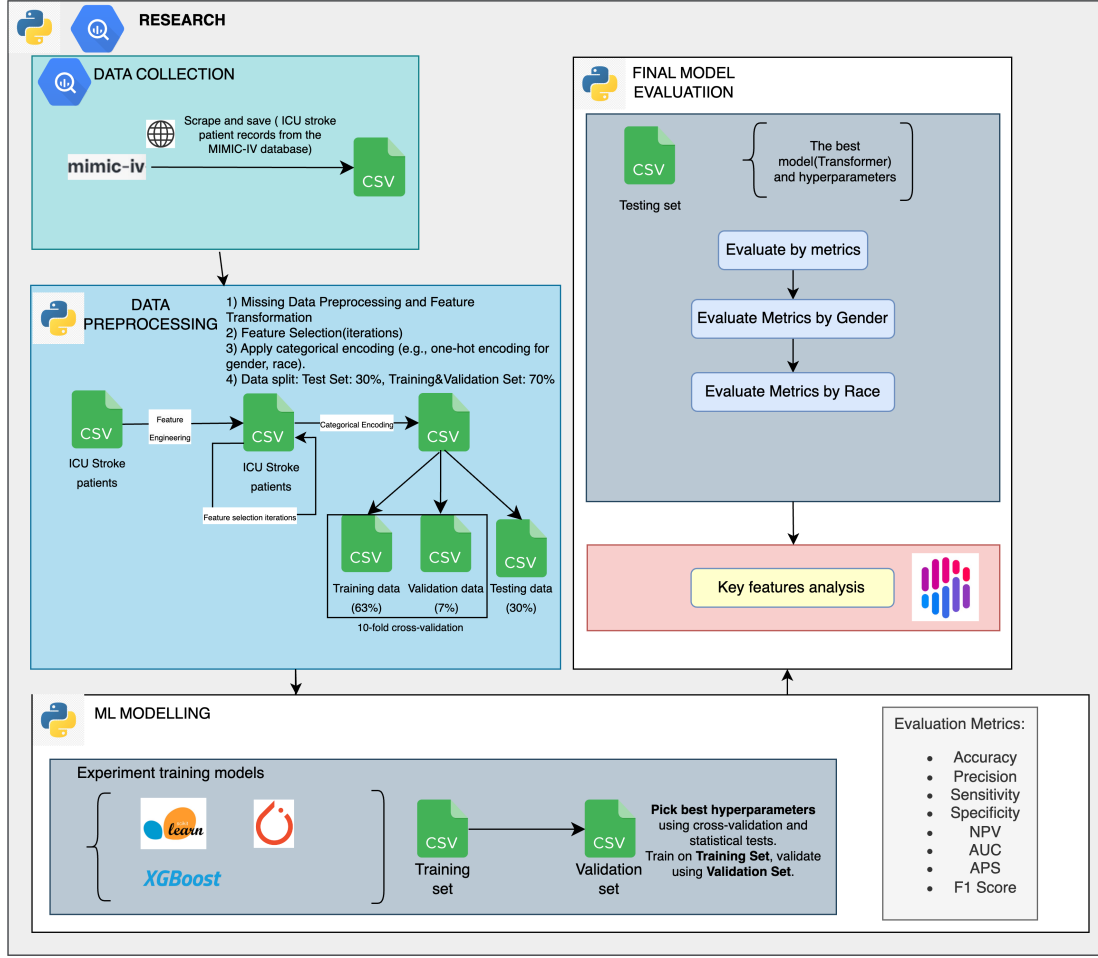 RESEARCH
DATA COLLECTION
Scrape and save ( ICU stroke
patient records from the
MIMIC-IV database)
mimic-iv
CSV
DATA
PREPROCESSING
1) Missing Data Preprocessing and Feature
Transformation
2) Feature Selection(iterations)
3) Apply categorical encoding (e.g., one-hot encoding for
gender, race).
4) Data split: Test Set: 30%, Training&Validation Set: 70%
CSV
Feature
Engineering
CSV
Categorical Encoding
CSV
ICU Stroke
patients
ICU Stroke
patients
Feature selection iterations
CSV
CSV
CSV
Training data
(63%)
Validation data
(7%)
Testing data
(30%)
10-fold cross-validation
FINAL MODEL
EVALUATIION
CSV
Testing set
The best
model(Transformer)
and hyperparameters
Evaluate by metrics
Evaluate Metrics by Gender
Evaluate Metrics by Race
Key features analysis
ML MODELLING
Experiment training models
learn
XGBoost
CSV
Training
set
CSV
Validation
set
Pick best hyperparameters
using cross-validation and
statistical tests.
Train on Training Set, validate
using Validation Set.
Evaluation Metrics:
• Accuracy
• Precision
• Sensitivity
• Specificity
• NPV
• AUC
• APS
• F1 Score